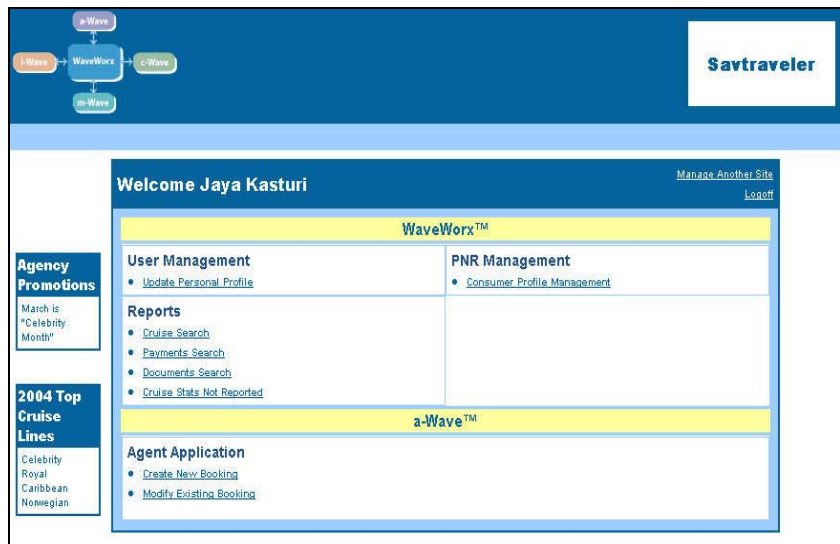 a-Wave
i-Wave
WaveWorx
c-Wave
m-Wave
Savtraveler
Welcome Jaya Kasturi
Manage Another Site
Logoff
WaveWorx™
User Management
Update Personal Profile
PNR Management
Consumer Profile Management
Reports
Cruise Search
Payments Search
Documents Search
Cruise Stats Not Reported
a-Wave™
Agent Application
Create New Booking
Modify Existing Booking
Agency
Promotions
March is
"Celebrity
Month"
2004 Top
Cruise
Lines
Celebrity
Royal
Caribbean
Norwegian